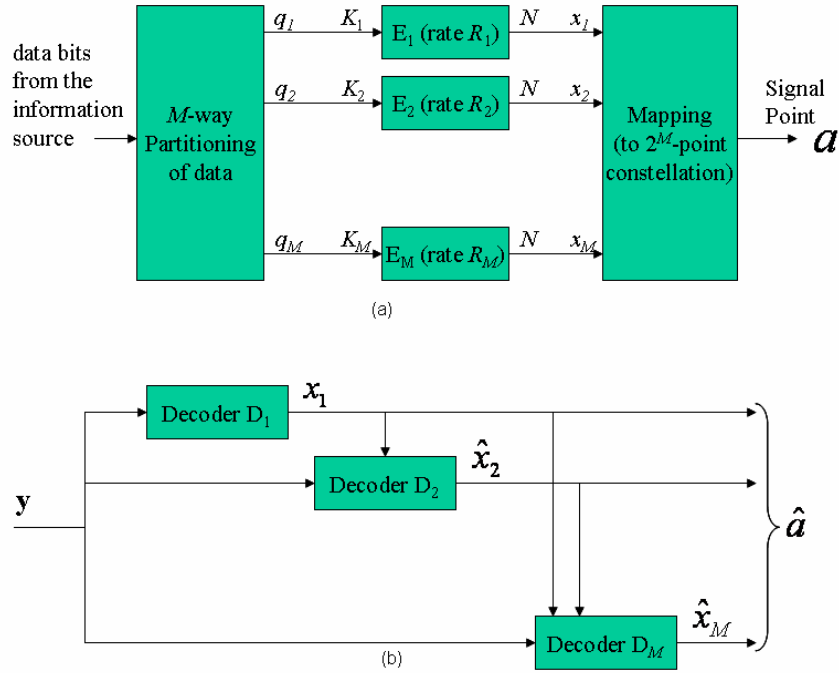 data bits
from the
information
source
M-way
Partitioning
of data
q1 K1 E1 (rate R1) N x1
q2 K2 E2 (rate R2) N x2
qM KM EM (rate RM) N xM
Mapping
(to 2^M-point
constellation)
Signal
Point
a
(a)
y
Decoder D1
x1
Decoder D2
x̂2
Decoder DM
x̂M
â
(b)